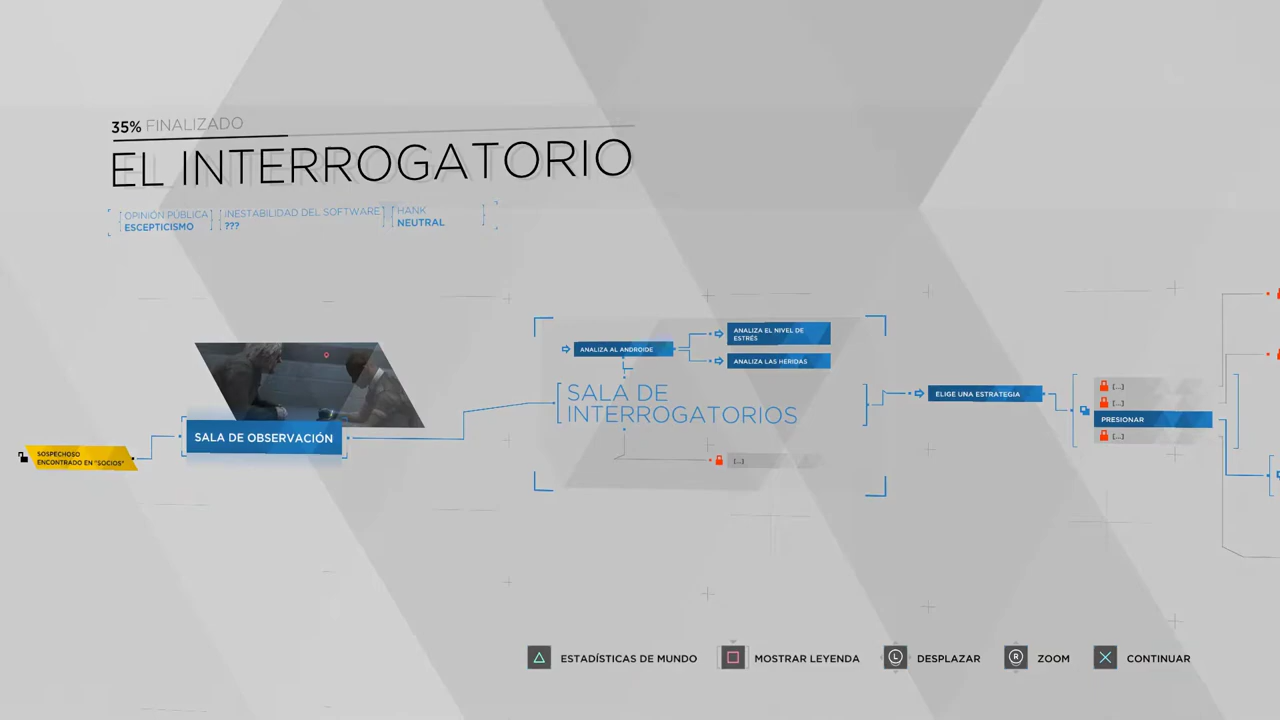 35% FINALIZADO
EL INTERROGATORIO
OPINIÓN PÚBLICA
ESCEPTICISMO
INESTABILIDAD DEL SOFTWARE
???
HANK
NEUTRAL
SOSPECHOSO
ENCONTRADO EN "SOCIOS"
SALA DE OBSERVACIÓN
ANALIZA AL ANDROIDE
ANALIZA EL NIVEL DE
ESTRÉS
ANALIZA LAS HERIDAS
SALA DE
INTERROGATORIOS
[...]
ELIGE UNA ESTRATEGIA
[...]
[...]
PRESIONAR
[...]
ESTADÍSTICAS DE MUNDO
MOSTRAR LEYENDA
L DESPLAZAR
R ZOOM
CONTINUAR